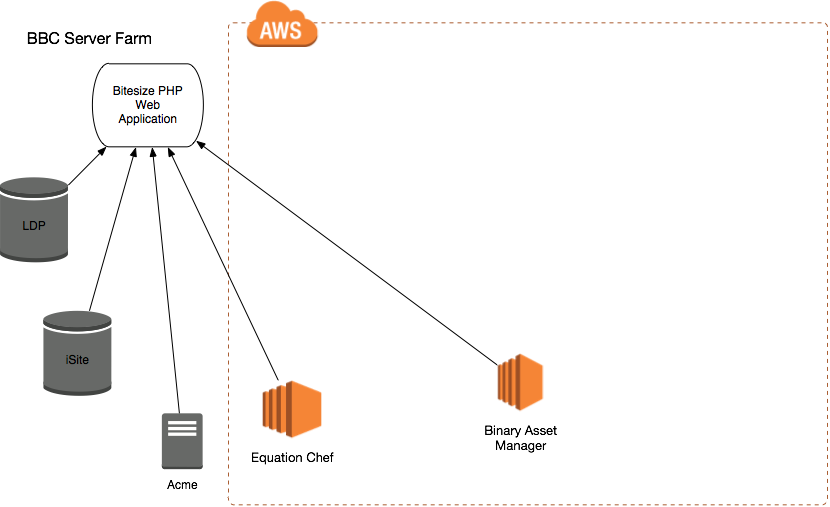 AWS
BBC Server Farm
Bitesize PHP
Web
Application
LDP
iSite
Acme
Equation Chef
Binary Asset
Manager